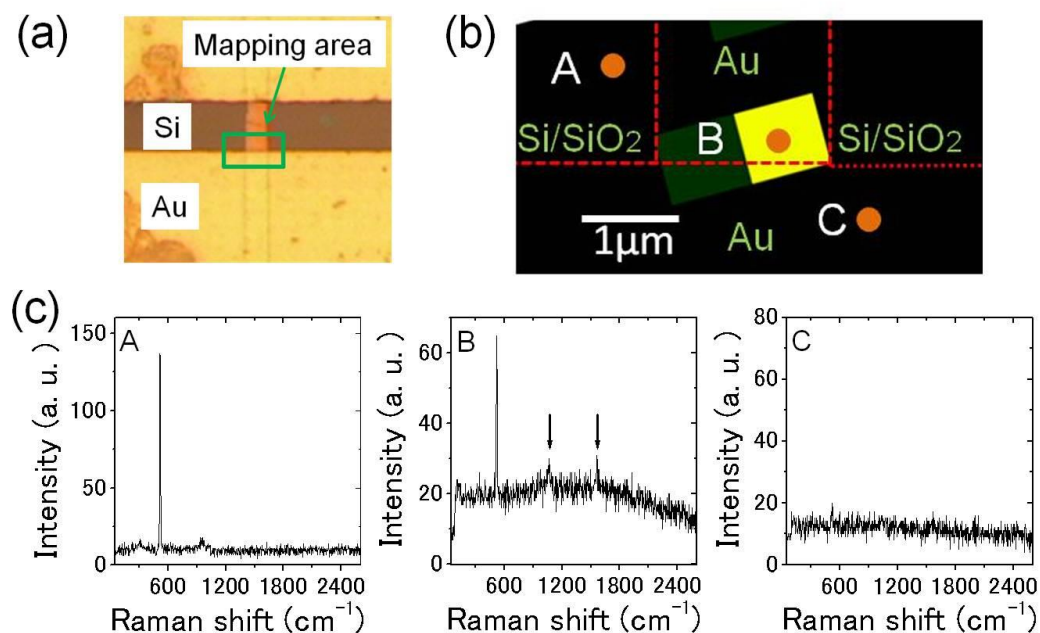 (a)
Mapping area
Si
Au
(b)
A
Au
Si/SiO₂
B
Si/SiO₂
1μm
Au
C
(c)
A
Intensity (a. u.)
150
100
50
0
600 1200 1800 2400
Raman shift (cm⁻¹)
B
Intensity (a. u.)
60
40
20
0
600 1200 1800 2400
Raman shift (cm⁻¹)
C
Intensity (a. u.)
80
60
40
20
0
600 1200 1800 2400
Raman shift (cm⁻¹)